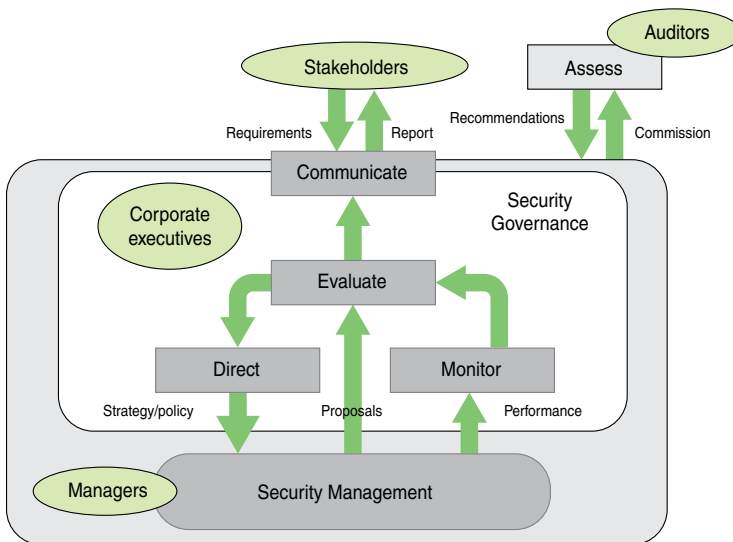 Auditors
Stakeholders
Assess
Recommendations
Requirements
Report
Commission
Communicate
Corporate
executives
Security
Governance
Evaluate
Direct
Monitor
Strategy/policy
Proposals
Performance
Managers
Security Management